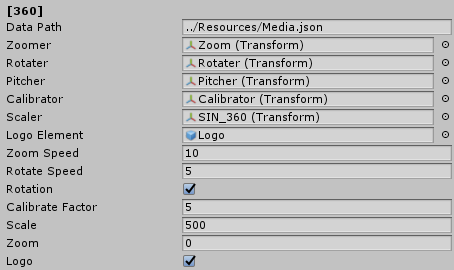 [360]
Data Path ../Resources/Media.json
Zoomer Zoom (Transform)
Rotater Rotater (Transform)
Pitcher Pitcher (Transform)
Calibrator Calibrator (Transform)
Scaler SIN_360 (Transform)
Logo Element Logo
Zoom Speed 10
Rotate Speed 5
Rotation
Calibrate Factor 5
Scale 500
Zoom 0
Logo